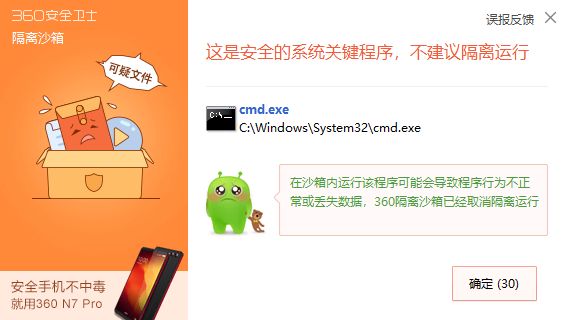 360安全卫士
隔离沙箱
可疑文件
安全手机不中毒
就用360 N7 Pro
误报反馈
这是安全的系统关键程序，不建议隔离运行
C:\_
cmd.exe
C:\Windows\System32\cmd.exe
在沙箱内运行该程序可能会导致程序行为不正
常或丢失数据，360隔离沙箱已经取消隔离运行
确定 (30)